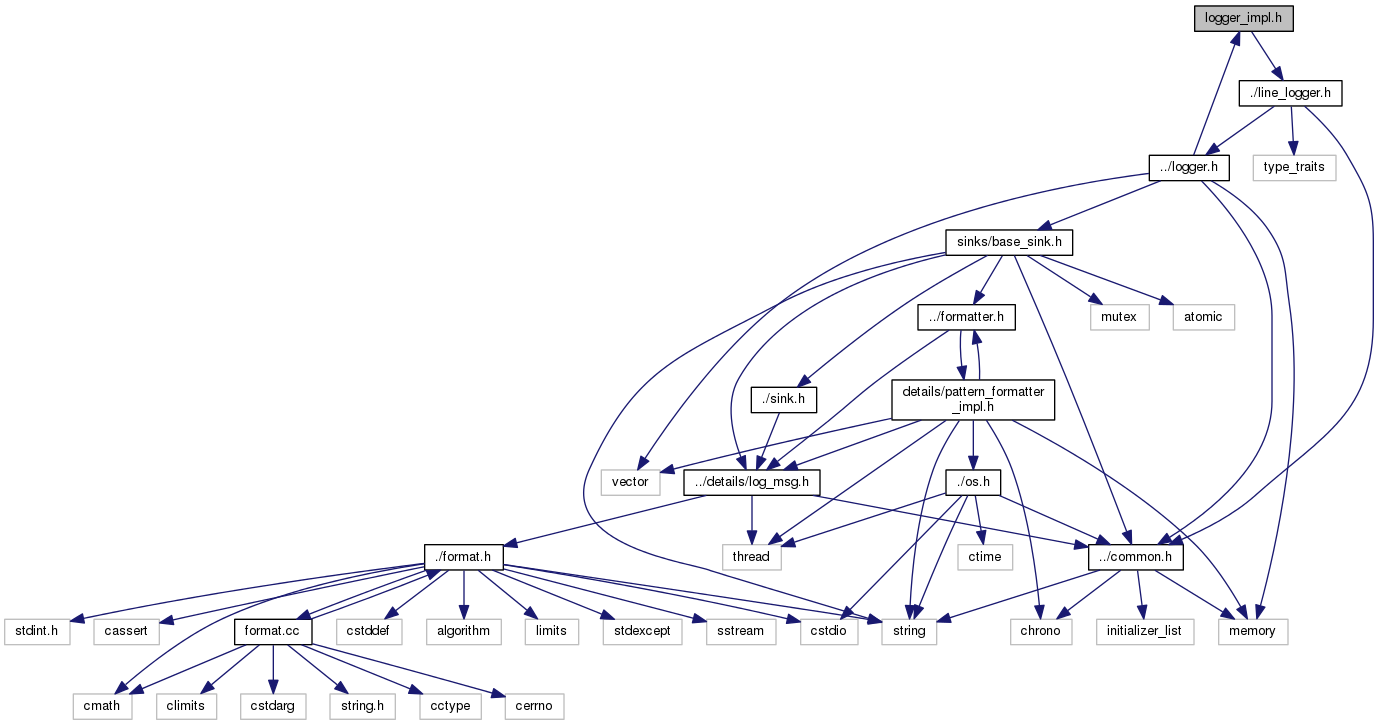 logger_impl.h
./line_logger.h
../logger.h
type_traits
sinks/base_sink.h
../formatter.h
mutex
atomic
./sink.h
details/pattern_formatter
_impl.h
vector
../details/log_msg.h
./os.h
./format.h
thread
ctime
../common.h
stdint.h
cassert
format.cc
cstddef
algorithm
limits
stdexcept
sstream
cstdio
string
chrono
initializer_list
memory
cmath
climits
cstdarg
string.h
cctype
cerrno